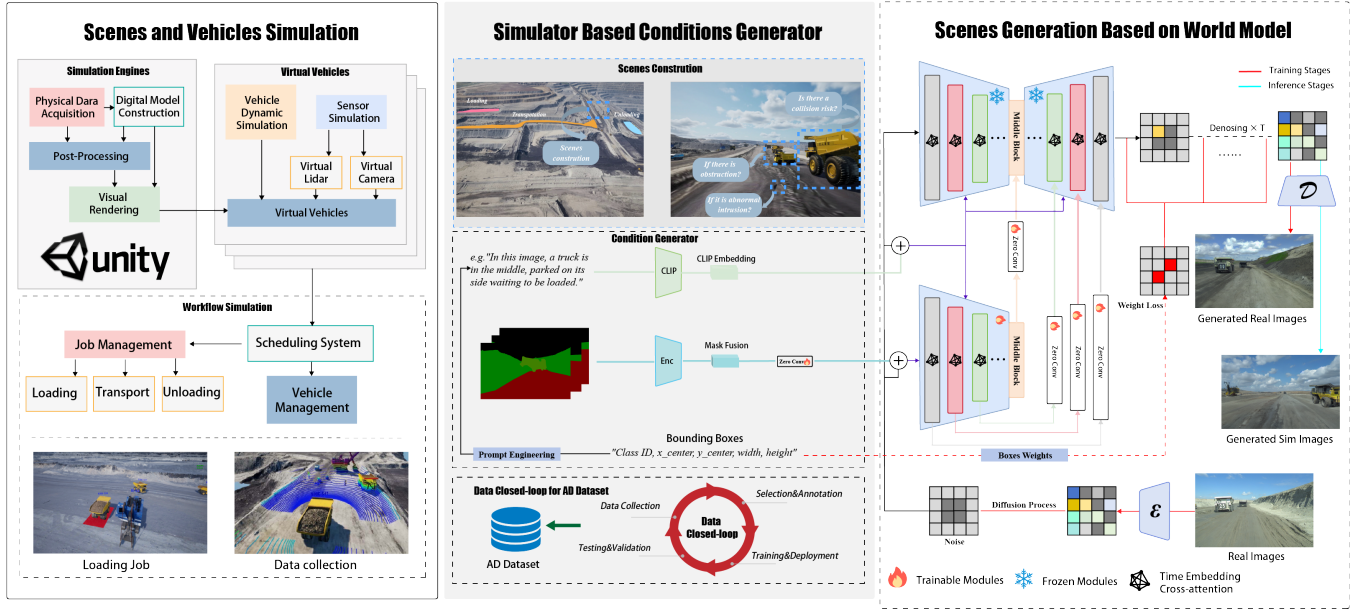 Scenes and Vehicles Simulation
Simulation Engines
Physical Dara
Acquisition
Digital Model
Construction
Post-Processing
Visual
Rendering
unity
Virtual Vehicles
Vehicle
Dynamic
Simulation
Sensor
Simulation
Virtual
Lidar
Virtual
Camera
Virtual Vehicles
Workflow Simulation
Job Management
Scheduling System
Loading
Transport
Unloading
Vehicle
Management
Loading Job
Data collection
Simulator Based Conditions Generator
Scenes Constrution
Loading
Transpotation
Unloading
Scenes
constrution
Is there a
collision risk?
If there is
obstruction?
If it is abnormal
intrusion?
Condition Generator
e.g."In this image, a truck is
in the middle, parked on its
side waiting to be loaded."
CLIP
CLIP Embedding
Enc
Mask Fusion
Zero Conv
Bounding Boxes
Prompt Engineering
"Class ID, x_center, y_center, width, height"
Data Closed-loop for AD Dataset
AD Dataset
Data Collection
Selection&Annotation
Data
Closed-loop
Testing&Validation
Training&Deployment
Scenes Generation Based on World Model
Training Stages
Inference Stages
Middle Block
Denosing × T
......
D
Zero Conv
Weight Loss
Generated Real Images
Middle Block
Zero Conv
Zero Conv
Zero Conv
Generated Sim Images
Boxes Weights
Noise
Diffusion Process
ε
Real Images
Trainable Modules
Frozen Modules
Time Embedding
Cross-attention